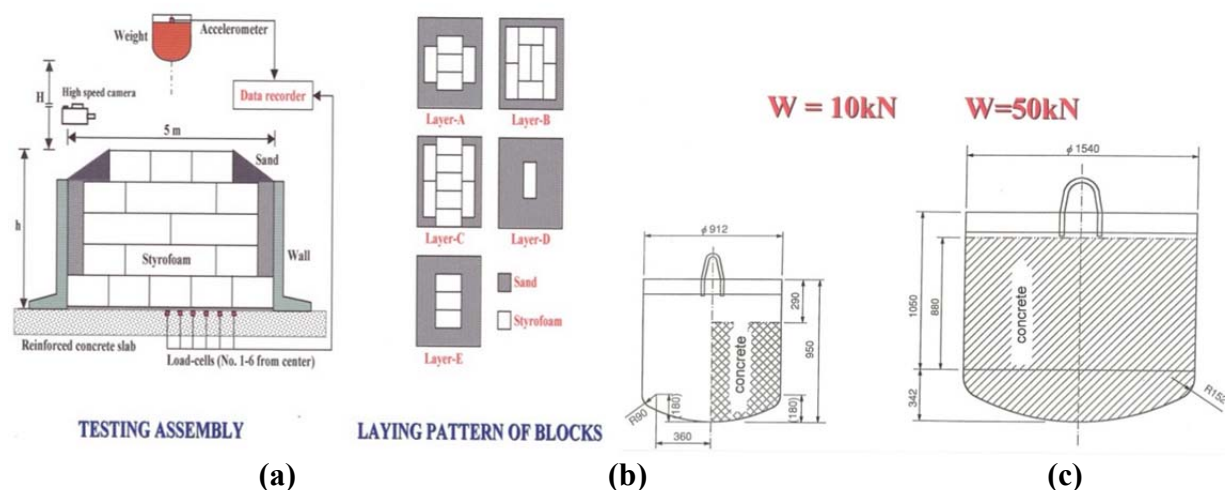 Weight
Accelerometer
H
High speed camera
Data recorder
5 m
Sand
h
Styrofoam
Wall
Reinforced concrete slab
Load-cells (No. 1-6 from center)
TESTING ASSEMBLY
Layer-A
Layer-B
Layer-C
Layer-D
Layer-E
Sand
Styrofoam
LAYING PATTERN OF BLOCKS
W = 10kN
W=50kN
φ912
290
950
concrete
R90
(180)
(180)
360
φ1540
1050
880
concrete
342
R152
(a)
(b)
(c)